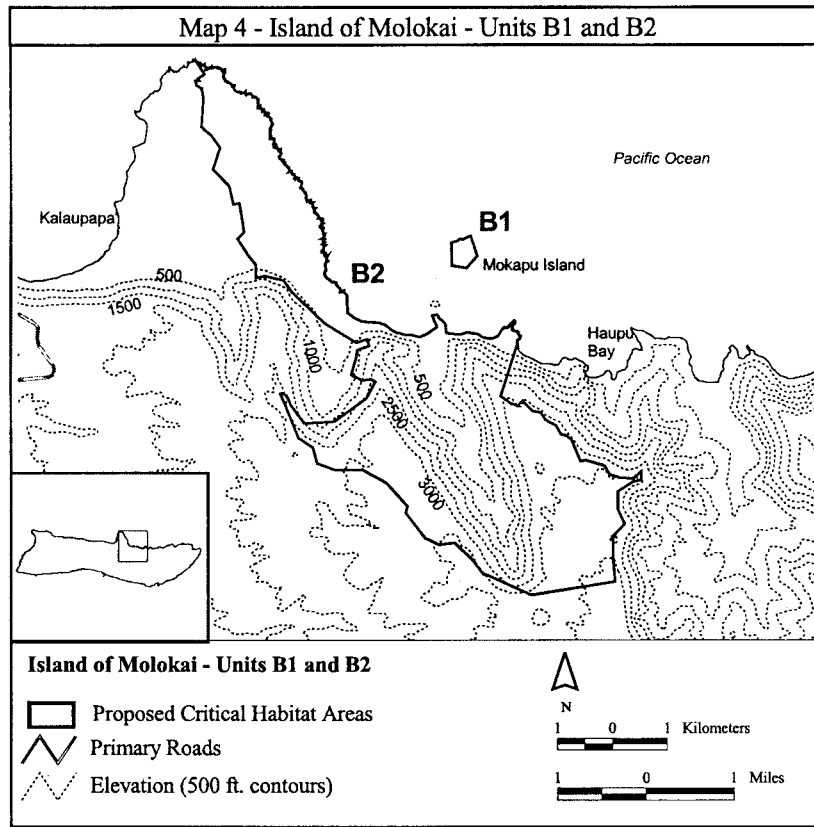 Map 4 - Island of Molokai - Units B1 and B2
Pacific Ocean
Kalaupapa
B1
Mokapu Island
B2
500
1500
Haupu
Bay
1000
500
2500
3000
Island of Molokai - Units B1 and B2
Proposed Critical Habitat Areas
Primary Roads
Elevation (500 ft. contours)
N
1 0 1 Kilometers
1 0 1 Miles